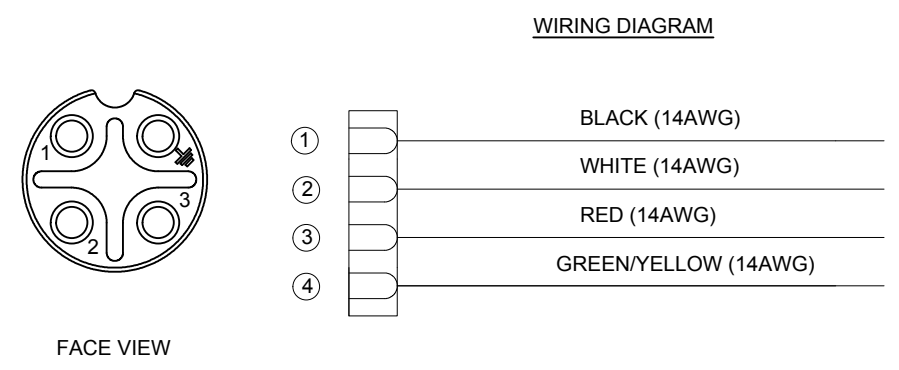 WIRING DIAGRAM
1
3
2
1
BLACK (14AWG)
2
WHITE (14AWG)
3
RED (14AWG)
4
GREEN/YELLOW (14AWG)
FACE VIEW